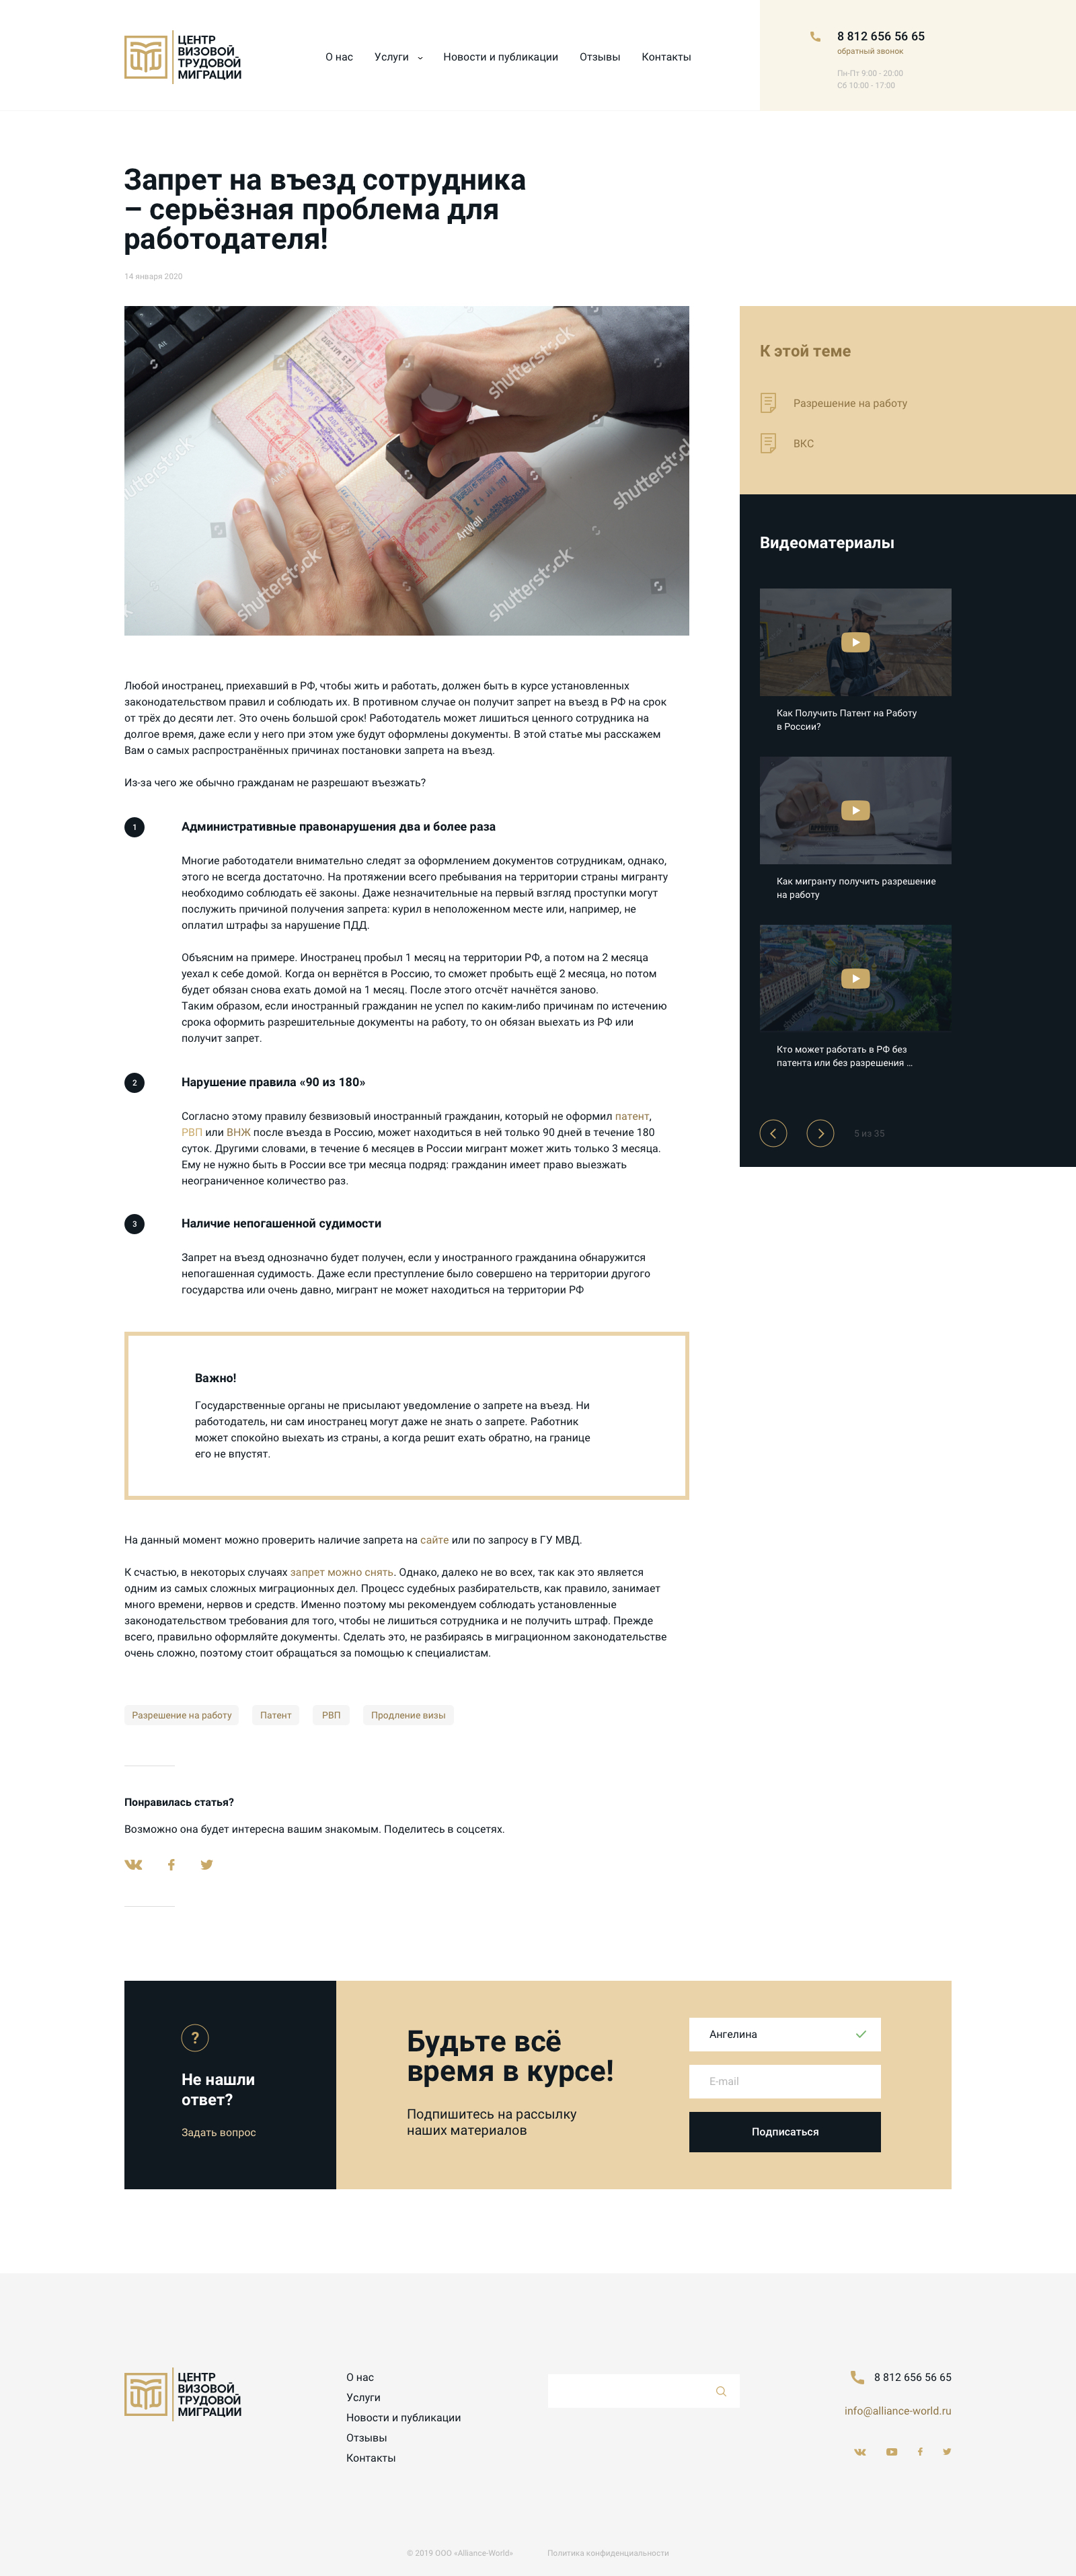 ЦЕНТР
ВИЗОВОЙ_
ТРУДОВОЙ
МИГРАЦИИ
О нас
Услуги
Новости и публикации
Отзывы
Контакты
8 812 656 56 65
обратный звонок
Пн-Пт 9:00 - 20:00
Сб 10:00 - 17:00
Запрет на въезд сотрудника
– серьёзная проблема для
работодателя!
14 января 2020
Alt
shutterstock
shutterstock
shutterstock
shutterstock
shutterstock
ArtWell
К этой теме
Разрешение на работу
ВКС
Видеоматериалы
Как Получить Патент на Работу
в России?
Как мигранту получить разрешение
на работу
Кто может работать в РФ без
патента или без разрешения ...
5 из 35
Любой иностранец, приехавший в РФ, чтобы жить и работать, должен быть в курсе установленных
законодательством правил и соблюдать их. В противном случае он получит запрет на въезд в РФ на срок
от трёх до десяти лет. Это очень большой срок! Работодатель может лишиться ценного сотрудника на
долгое время, даже если у него при этом уже будут оформлены документы. В этой статье мы расскажем
Вам о самых распространённых причинах постановки запрета на въезд.
Из-за чего же обычно гражданам не разрешают въезжать?
1
Административные правонарушения два и более раза
Многие работодатели внимательно следят за оформлением документов сотрудникам, однако,
этого не всегда достаточно. На протяжении всего пребывания на территории страны мигранту
необходимо соблюдать её законы. Даже незначительные на первый взгляд проступки могут
послужить причиной получения запрета: курил в неположенном месте или, например, не
оплатил штрафы за нарушение ПДД.
Объясним на примере. Иностранец пробыл 1 месяц на территории РФ, а потом на 2 месяца
уехал к себе домой. Когда он вернётся в Россию, то сможет пробыть ещё 2 месяца, но потом
будет обязан снова ехать домой на 1 месяц. После этого отсчёт начнётся заново.
Таким образом, если иностранный гражданин не успел по каким-либо причинам по истечению
срока оформить разрешительные документы на работу, то он обязан выехать из РФ или
получит запрет.
2
Нарушение правила «90 из 180»
Согласно этому правилу безвизовый иностранный гражданин, который не оформил патент,
РВП или ВНЖ после въезда в Россию, может находиться в ней только 90 дней в течение 180
суток. Другими словами, в течение 6 месяцев в России мигрант может жить только 3 месяца.
Ему не нужно быть в России все три месяца подряд: гражданин имеет право выезжать
неограниченное количество раз.
3
Наличие непогашенной судимости
Запрет на въезд однозначно будет получен, если у иностранного гражданина обнаружится
непогашенная судимость. Даже если преступление было совершено на территории другого
государства или очень давно, мигрант не может находиться на территории РФ
Важно!
Государственные органы не присылают уведомление о запрете на въезд. Ни
работодатель, ни сам иностранец могут даже не знать о запрете. Работник
может спокойно выехать из страны, а когда решит ехать обратно, на границе
его не впустят.
На данный момент можно проверить наличие запрета на сайте или по запросу в ГУ МВД.
К счастью, в некоторых случаях запрет можно снять. Однако, далеко не во всех, так как это является
одним из самых сложных миграционных дел. Процесс судебных разбирательств, как правило, занимает
много времени, нервов и средств. Именно поэтому мы рекомендуем соблюдать установленные
законодательством требования для того, чтобы не лишиться сотрудника и не получить штраф. Прежде
всего, правильно оформляйте документы. Сделать это, не разбираясь в миграционном законодательстве
очень сложно, поэтому стоит обращаться за помощью к специалистам.
Разрешение на работу
Патент
РВП
Продление визы
Понравилась статья?
Возможно она будет интересна вашим знакомым. Поделитесь в соцсетях.
?
Не нашли
ответ?
Задать вопрос
Будьте всё
время в курсе!
Подпишитесь на рассылку
наших материалов
Ангелина
E-mail
Подписаться
ЦЕНТР
ВИЗОВОЙ_
ТРУДОВОЙ
МИГРАЦИИ
О нас
Услуги
Новости и публикации
Отзывы
Контакты
8 812 656 56 65
info@alliance-world.ru
© 2019 ООО «Alliance-World»
Политика конфиденциальности